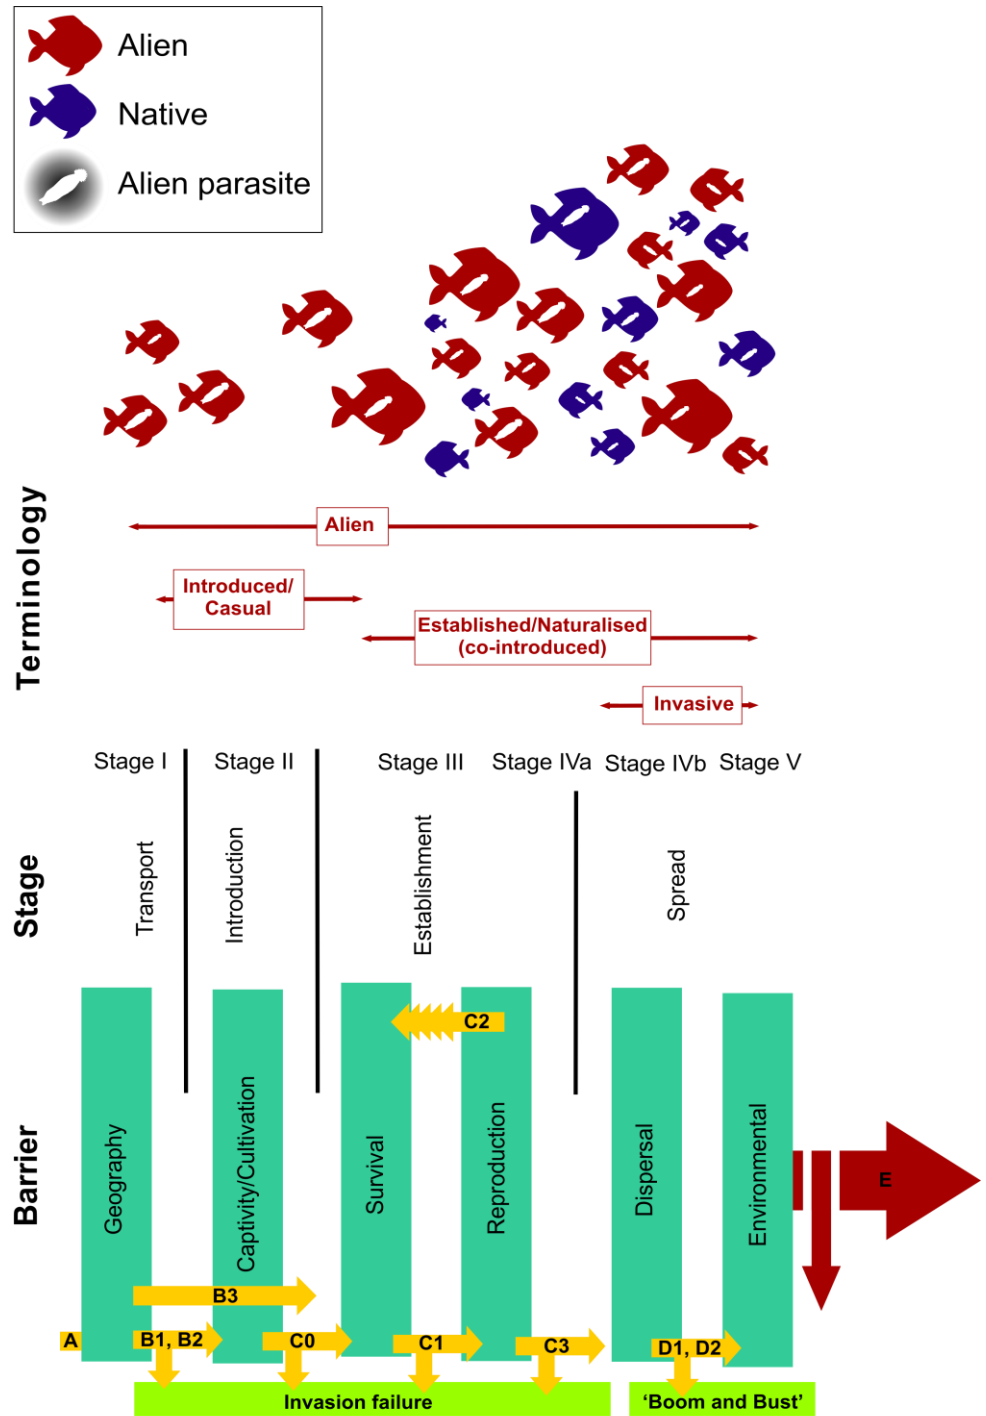 Alien
Native
Alien parasite
Terminology
Alien
Introduced/
Casual
Established/Naturalised
(co-introduced)
Invasive
Stage
Stage I
Stage II
Stage III
Stage IVa
Stage IVb
Stage V
Transport
Introduction
Establishment
Spread
Barrier
Geography
Captivity/Cultivation
Survival
Reproduction
Dispersal
Environmental
C2
E
B3
A
B1, B2
C0
C1
C3
D1, D2
Invasion failure
‘Boom and Bust’